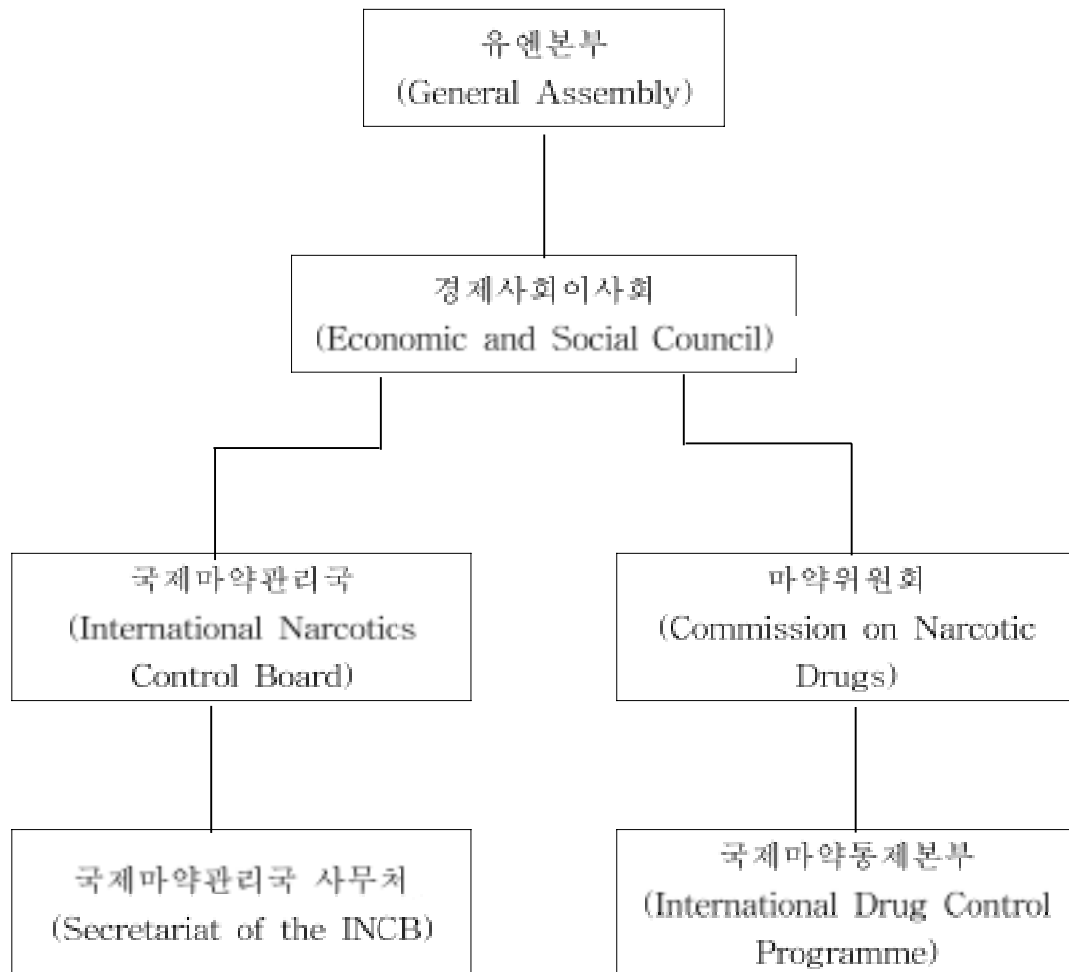 유엔본부
(General Assembly)
경제사회이사회
(Economic and Social Council)
국제마약관리국
(International Narcotics
Control Board)
마약위원회
(Commission on Narcotic
Drugs)
국제마약관리국 사무처
(Secretariat of the INCB)
국제마약통제본부
(International Drug Control
Programme)